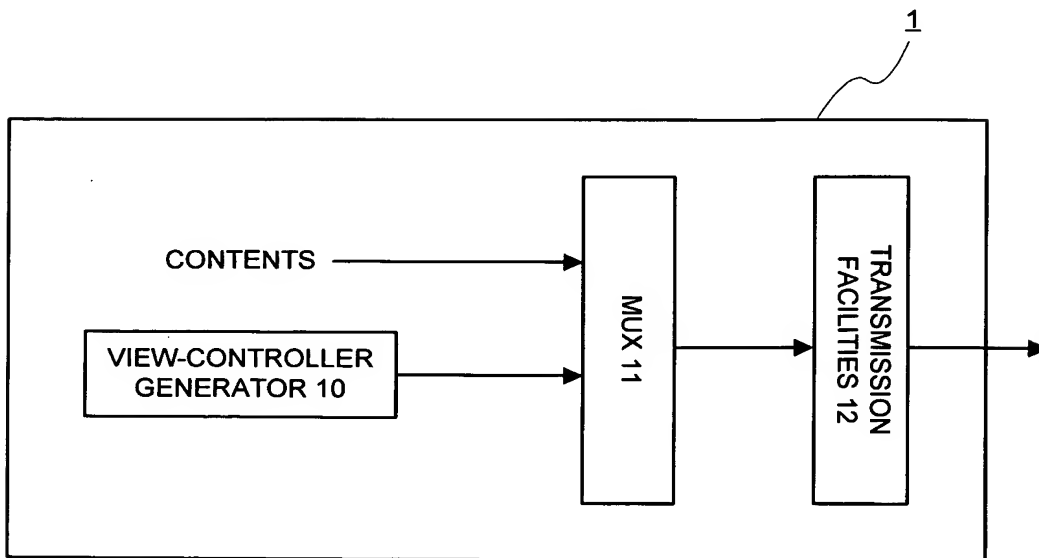 1
CONTENTS
VIEW-CONTROLLER
GENERATOR 10
MUX 11
TRANSMISSION
FACILITIES 12